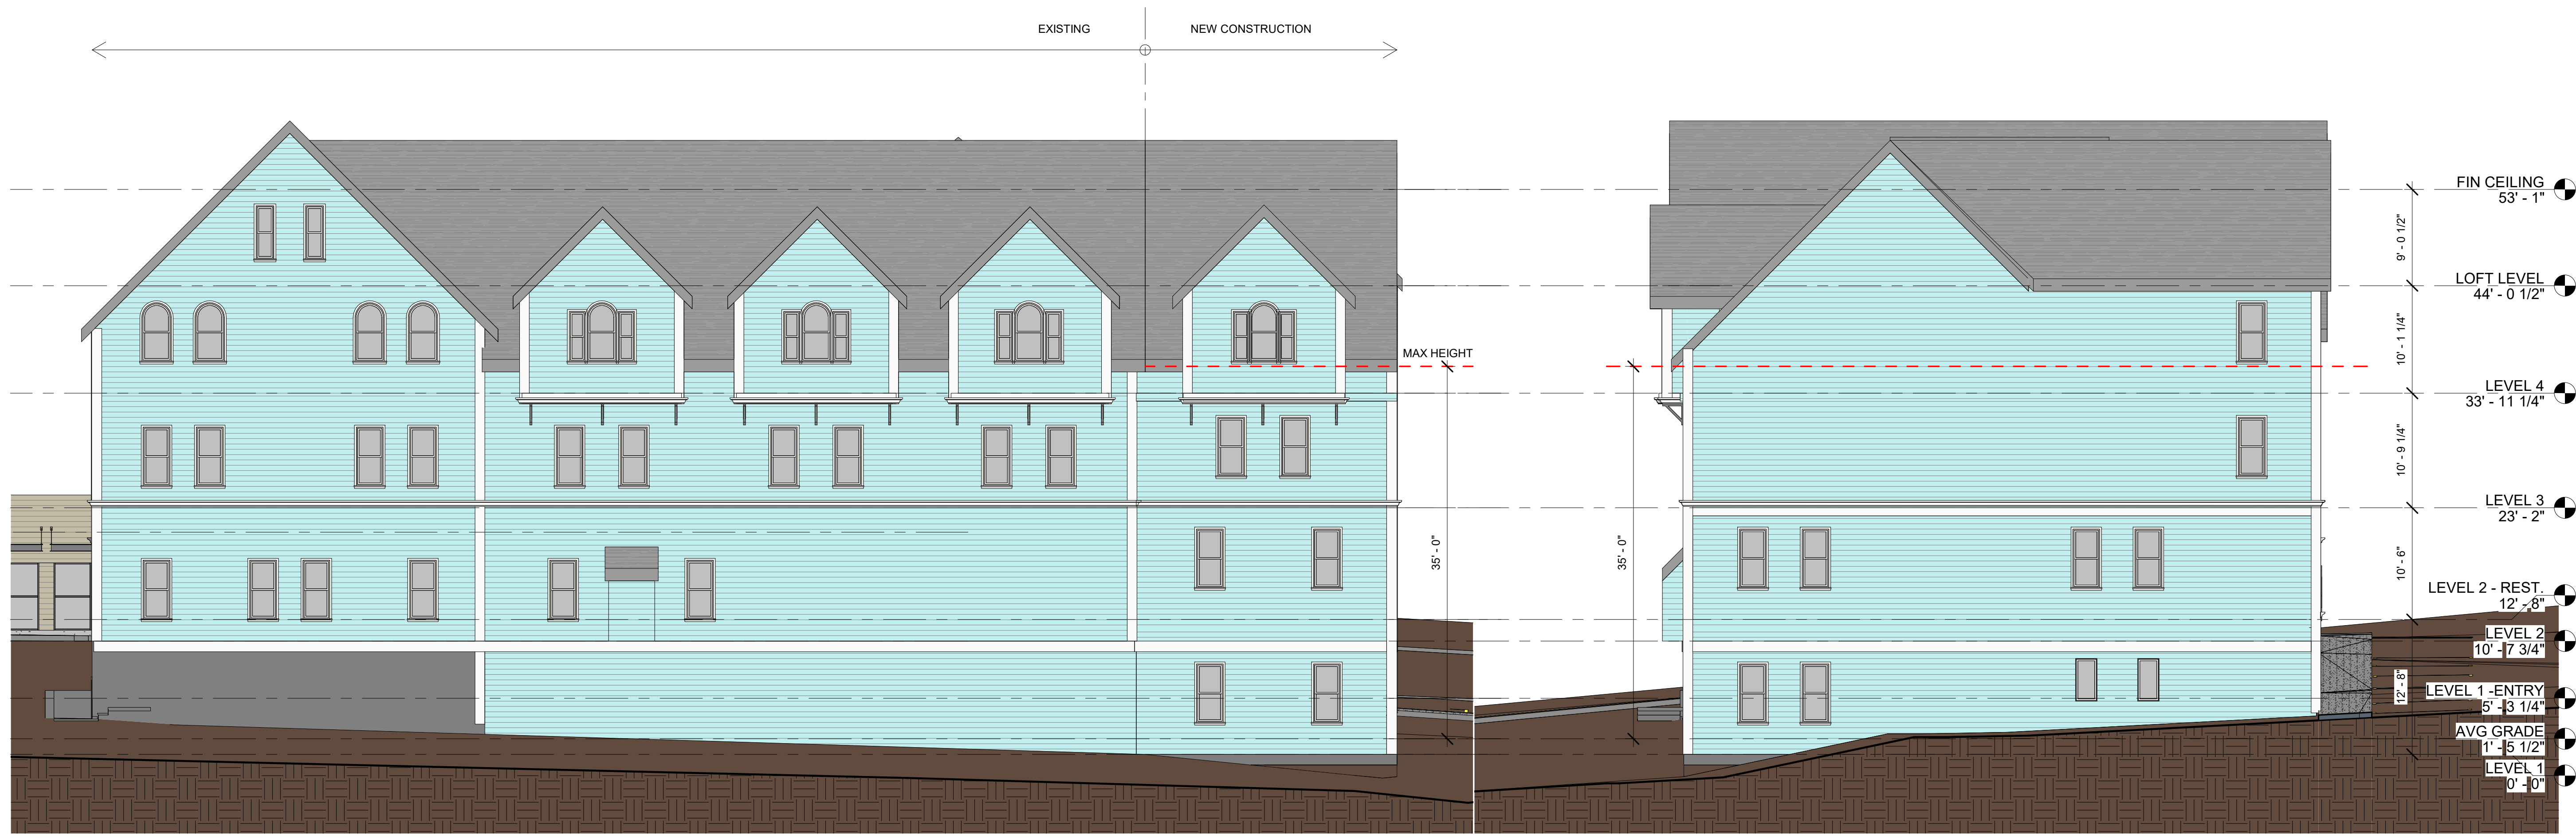 EXISTING
NEW CONSTRUCTION
MAX HEIGHT
35' - 0"
35' - 0"
FIN CEILING
53' - 1"
9' - 0 1/2"
LOFT LEVEL
44' - 0 1/2"
10' - 1 1/4"
LEVEL 4
33' - 11 1/4"
10' - 9 1/4"
LEVEL 3
23' - 2"
10' - 6"
LEVEL 2 - REST.
12' - 8"
LEVEL 2
10' - 7 3/4"
12' - 8"
LEVEL 1 -ENTRY
5' - 3 1/4"
AVG GRADE
1' - 5 1/2"
LEVEL 1
0' - 0"